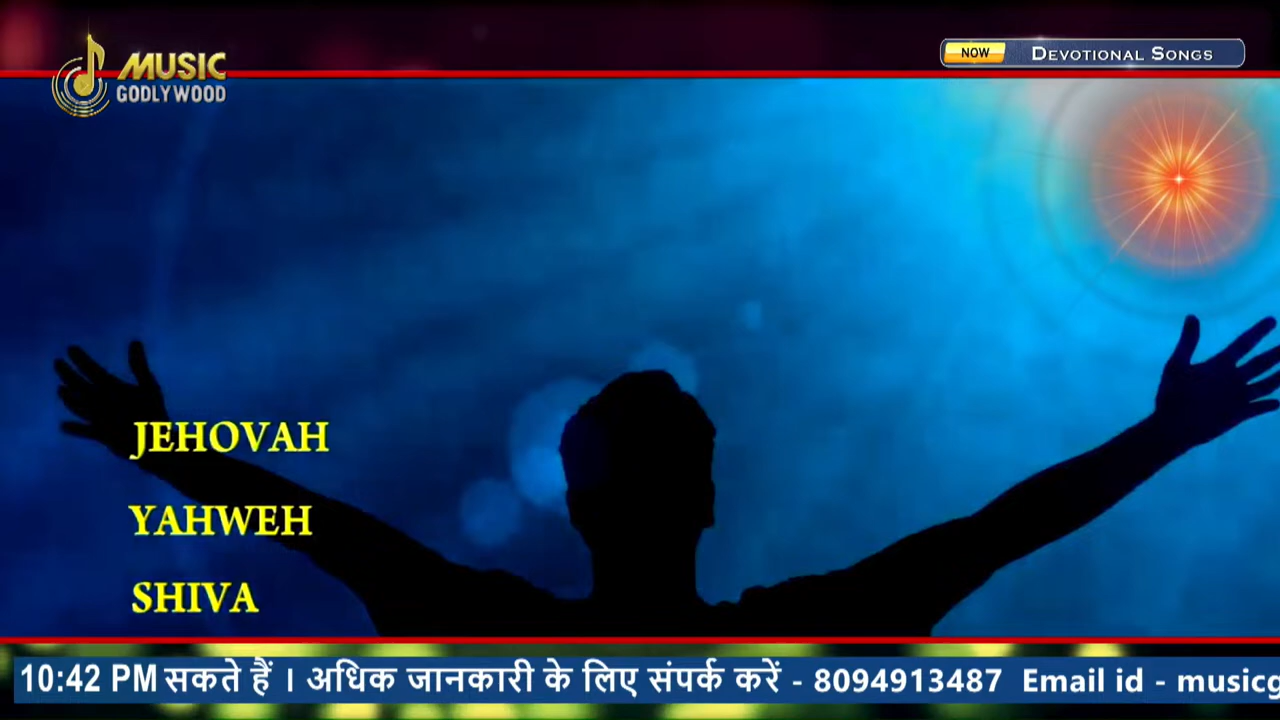 MUSIC
GODLYWOOD
NOW DEVOTIONAL SONGS
JEHOVAH
YAHWEH
SHIVA
10:42 PM सकते हैं । अधिक जानकारी के लिए संपर्क करें - 8094913487 Email id - musicg